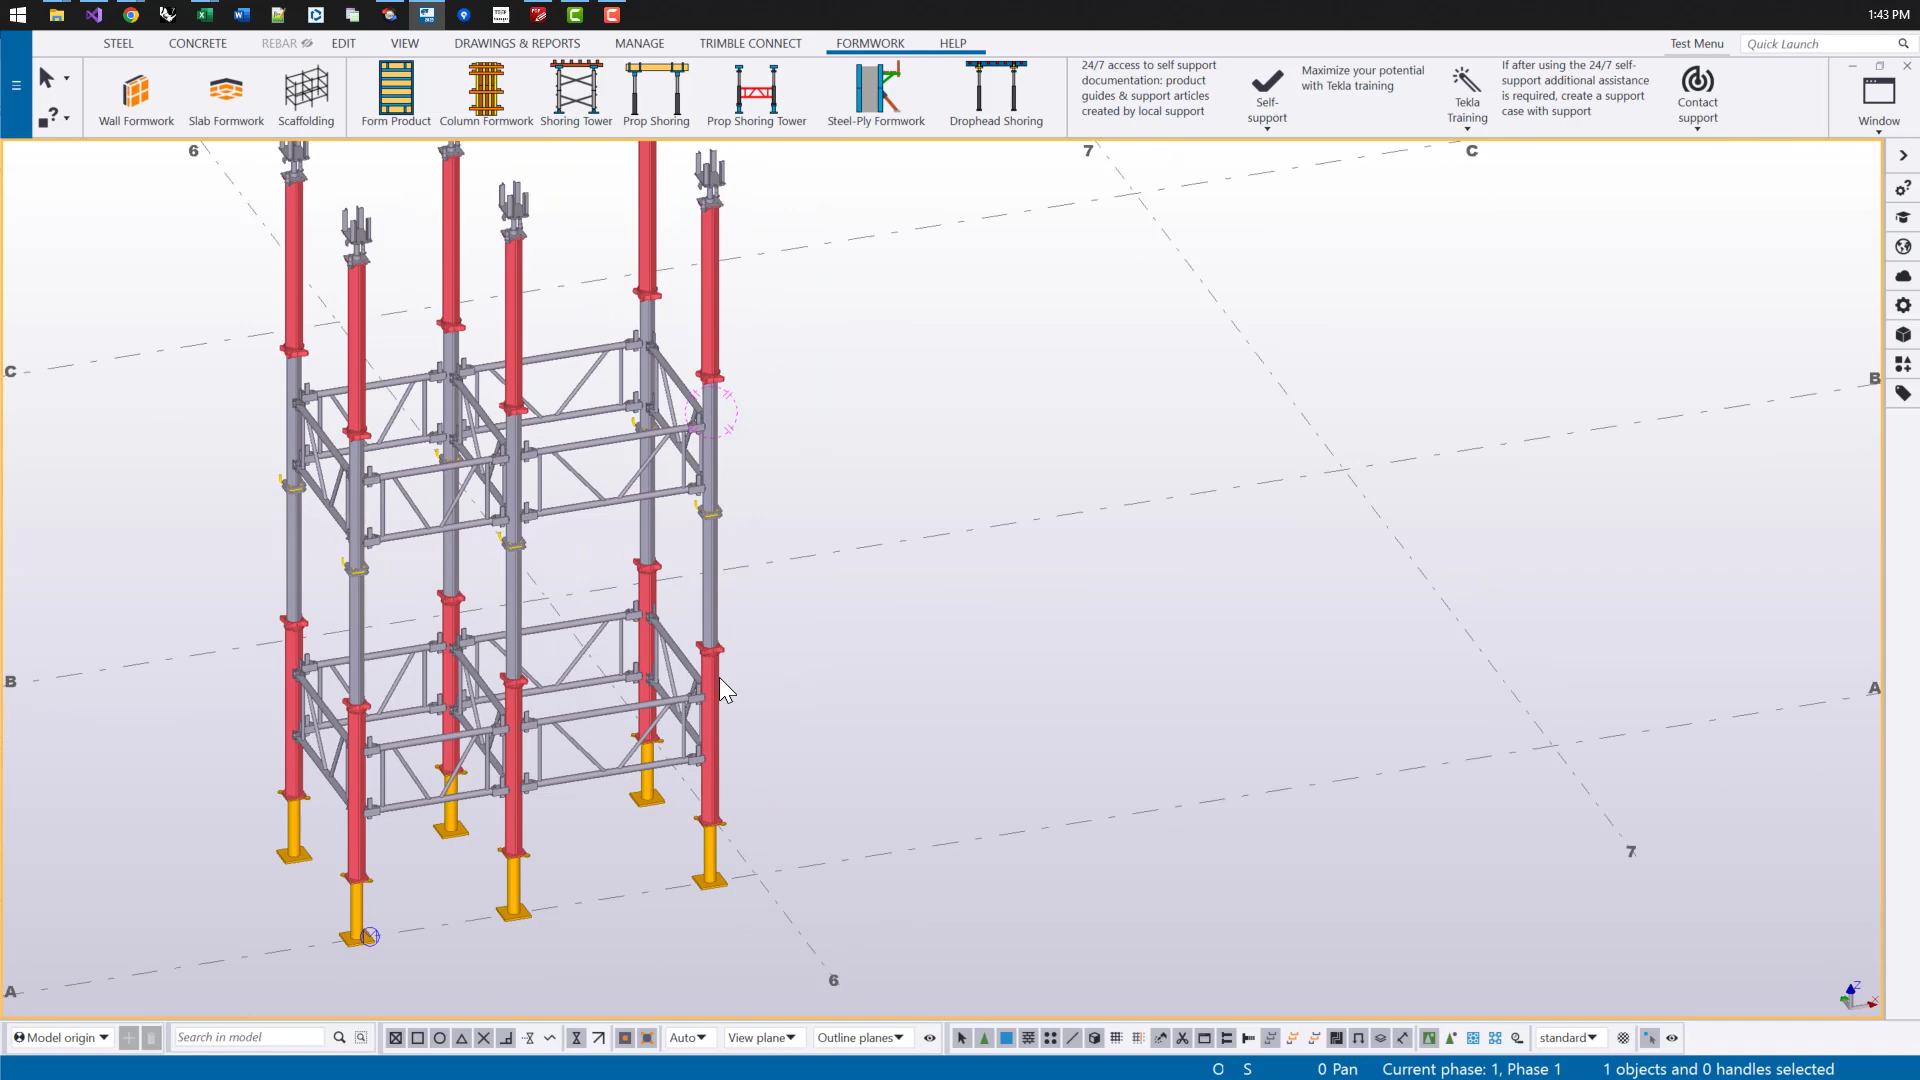 1:43 PM
STEEL
CONCRETE
REBAR
EDIT
VIEW
DRAWINGS & REPORTS
MANAGE
TRIMBLE CONNECT
FORMWORK
HELP
Test Menu
Quick Launch
Wall Formwork
Slab Formwork
Scaffolding
Form Product
Column Formwork
Shoring Tower
Prop Shoring
Prop Shoring Tower
Steel-Ply Formwork
Drophead Shoring
24/7 access to self support
documentation: product
guides & support articles
created by local support
Self-
support
Maximize your potential
with Tekla training
Tekla
Training
If after using the 24/7 self-
support additional assistance
is required, create a support
case with support
Contact
support
Window
6
7
C
C
B
B
A
7
6
A
Z
X
Model origin
Search in model
Auto
View plane
Outline planes
standard
O
S
0 Pan
Current phase: 1, Phase 1
1 objects and 0 handles selected